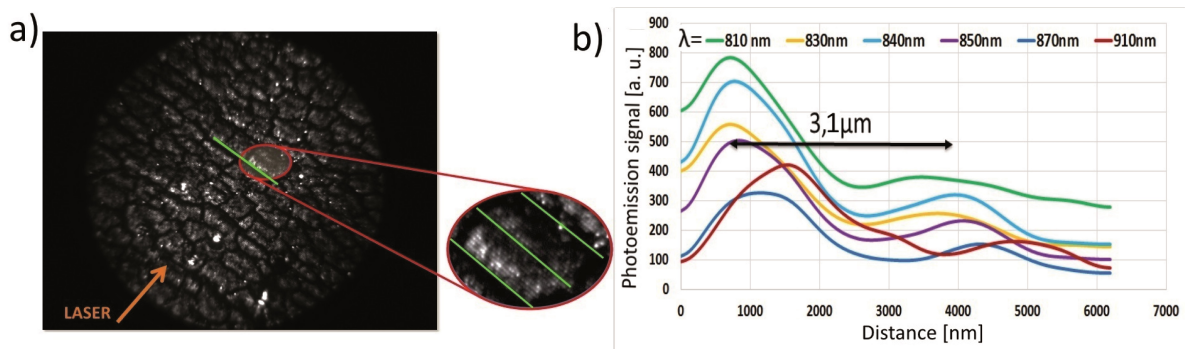 a)
LASER
b)
λ= 810 nm 830nm 840nm 850nm 870nm 910nm
3,1μm
Photoemission signal [a. u.]
900
800
700
600
500
400
300
200
100
0
0 1000 2000 3000 4000 5000 6000 7000
Distance [nm]